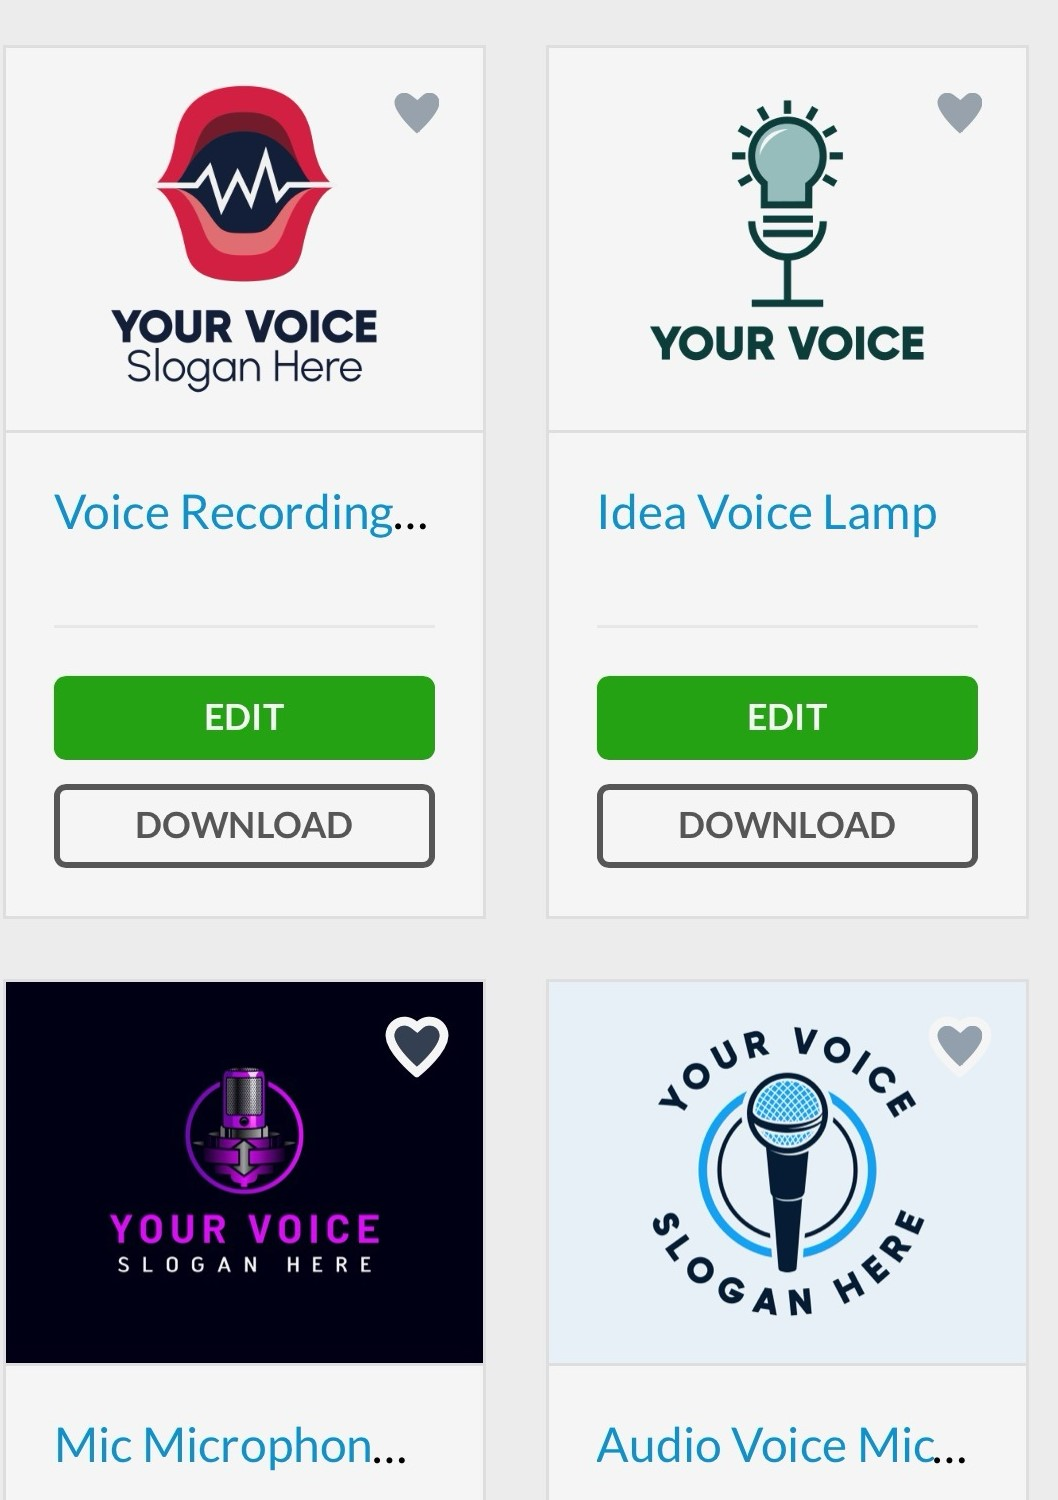 YOUR VOICE
Slogan Here
YOUR VOICE
Voice Recording...
Idea Voice Lamp
EDIT
EDIT
DOWNLOAD
DOWNLOAD
YOUR VOICE
SLOGAN HERE
YOUR VOICE
SLOGAN HERE
Mic Microphon...
Audio Voice Mic...